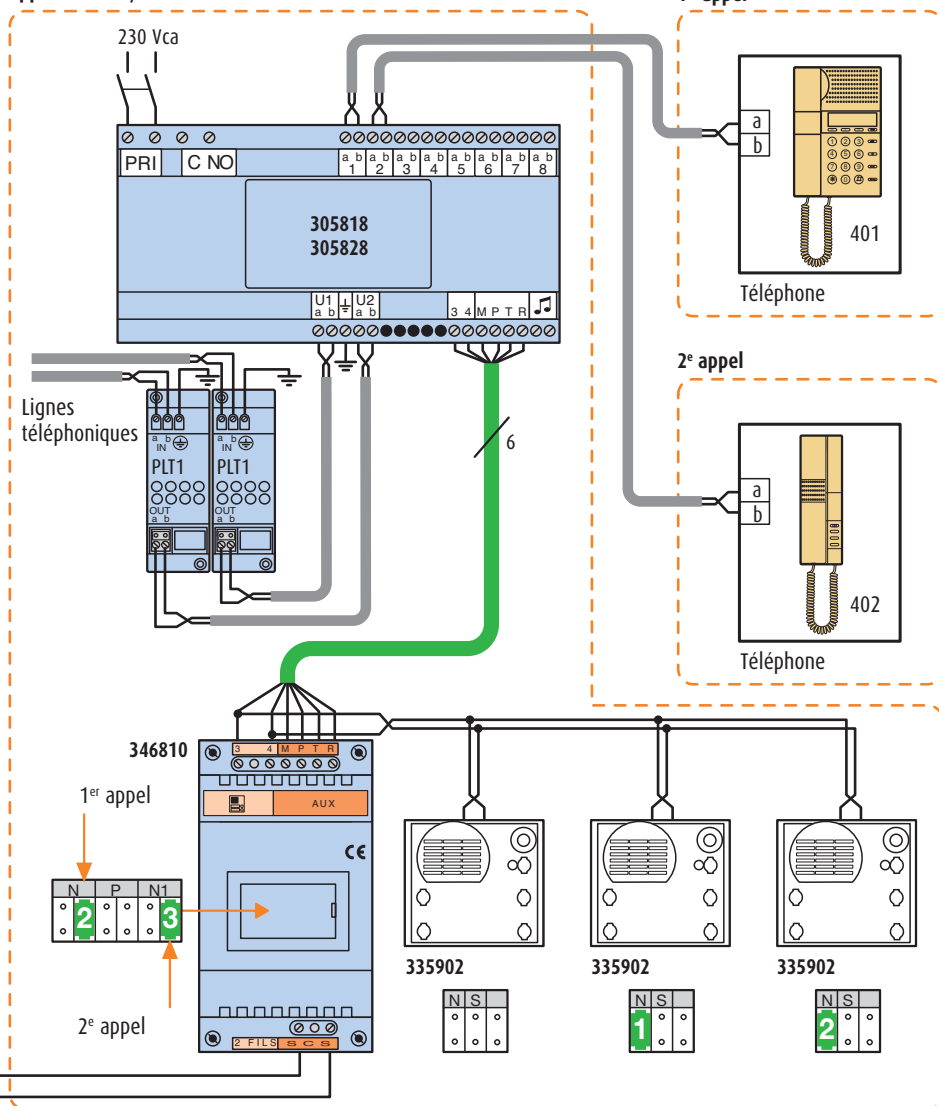 230 Vca
PRI
C NO
a b a b a b a b a b a b a b a b
1 2 3 4 5 6 7 8
305818
305828
U1 U2
a b a b
3 4 M P T R
a
b
401
Téléphone
2e appel
a
b
402
Téléphone
Lignes
téléphoniques
a b
IN
PLT1
OUT
a b
a b
IN
PLT1
OUT
a b
6
346810
3 4 M P T R
AUX
CE
2 FILS S C S
1er appel
N P N1
2 3
2e appel
335902
N S
335902
N S
1
335902
N S
2